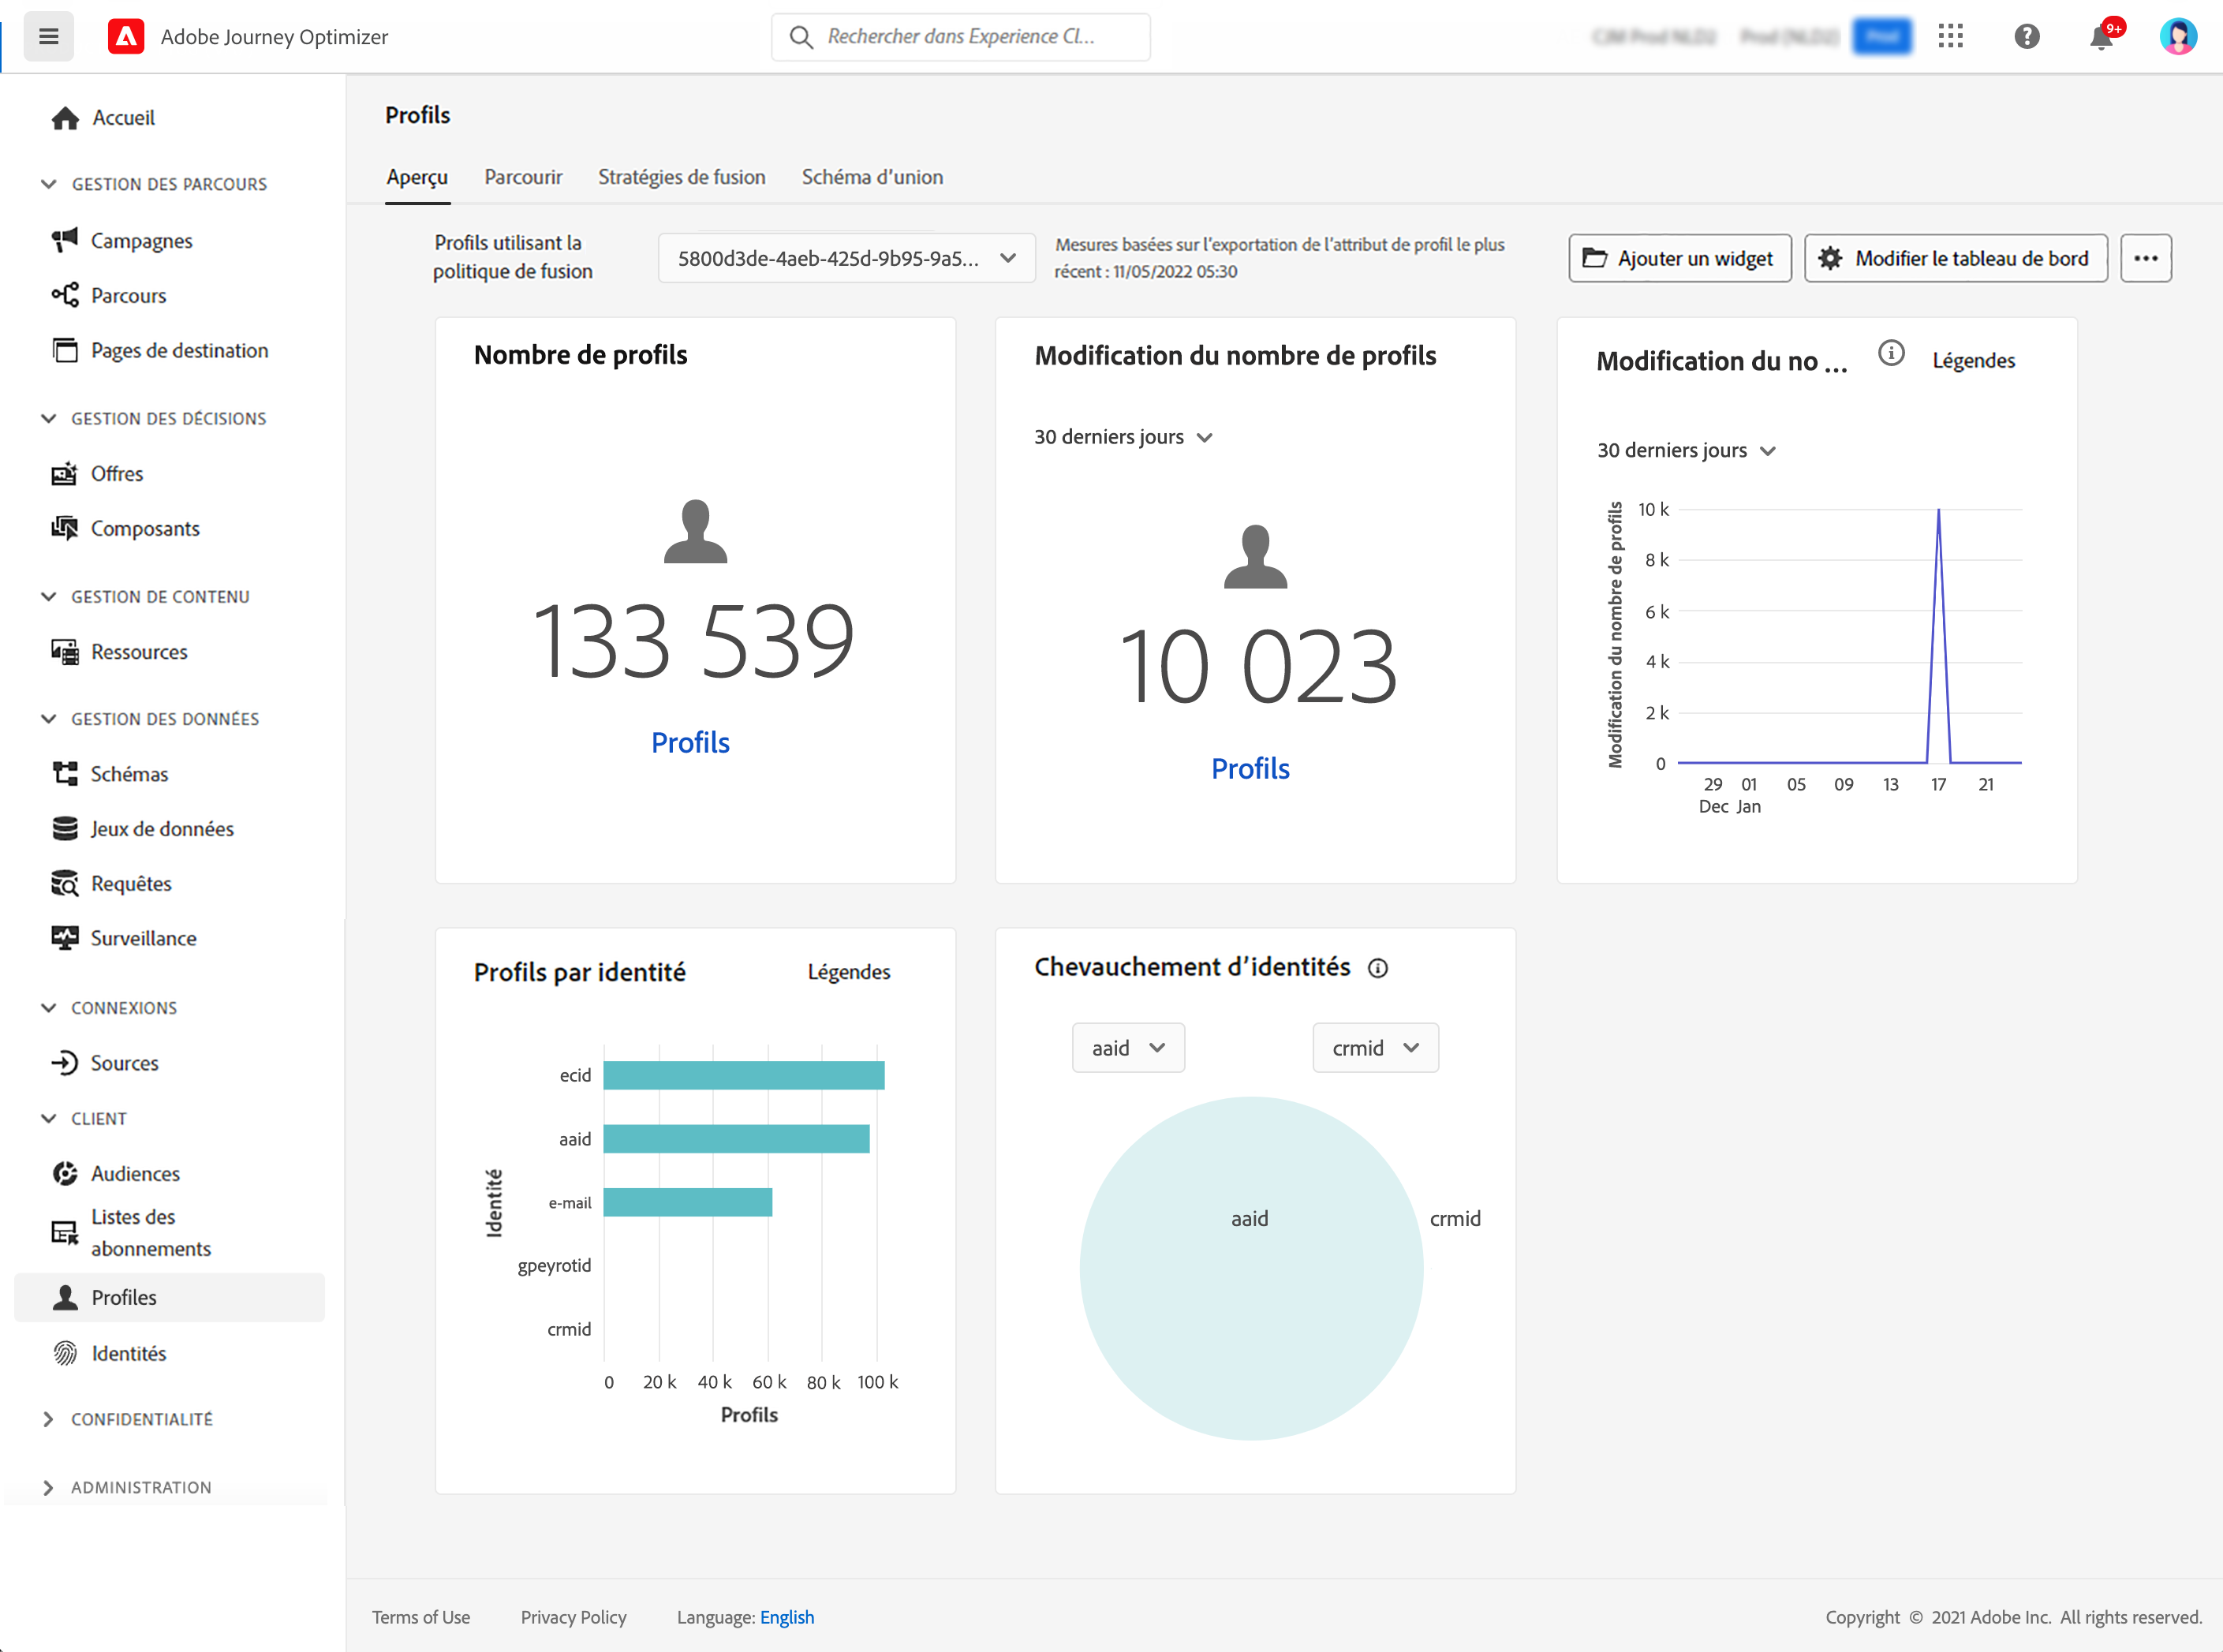 Adobe Journey Optimizer
Rechercher dans Experience Cl...
9+
Accueil
GESTION DES PARCOURS
Campagnes
Parcours
Pages de destination
GESTION DES DÉCISIONS
Offres
Composants
GESTION DE CONTENU
Ressources
GESTION DES DONNÉES
Schémas
Jeux de données
Requêtes
Surveillance
CONNEXIONS
Sources
CLIENT
Audiences
Listes des
abonnements
Profiles
Identités
CONFIDENTIALITÉ
ADMINISTRATION
Profils
Aperçu Parcourir Stratégies de fusion Schéma d'union
Profils utilisant la
politique de fusion
5800d3de-4aeb-425d-9b95-9a5...
Mesures basées sur l'exportation de l'attribut de profil le plus
récent : 11/05/2022 05:30
Ajouter un widget
Modifier le tableau de bord
Nombre de profils
133 539
Profils
Modification du nombre de profils
30 derniers jours
10 023
Profils
Modification du no ...
Légendes
30 derniers jours
Modification du nombre de profils
10 k
8 k
6 k
4 k
2 k
0
29 01 05 09 13 17 21
Dec Jan
Profils par identité
Légendes
Identité
ecid
aaid
e-mail
gpeyrotid
crmid
0 20 k 40 k 60 k 80 k 100 k
Profils
Chevauchement d'identités
aaid
crmid
aaid
crmid
Terms of Use
Privacy Policy
Language: English
Copyright © 2021 Adobe Inc. All rights reserved.